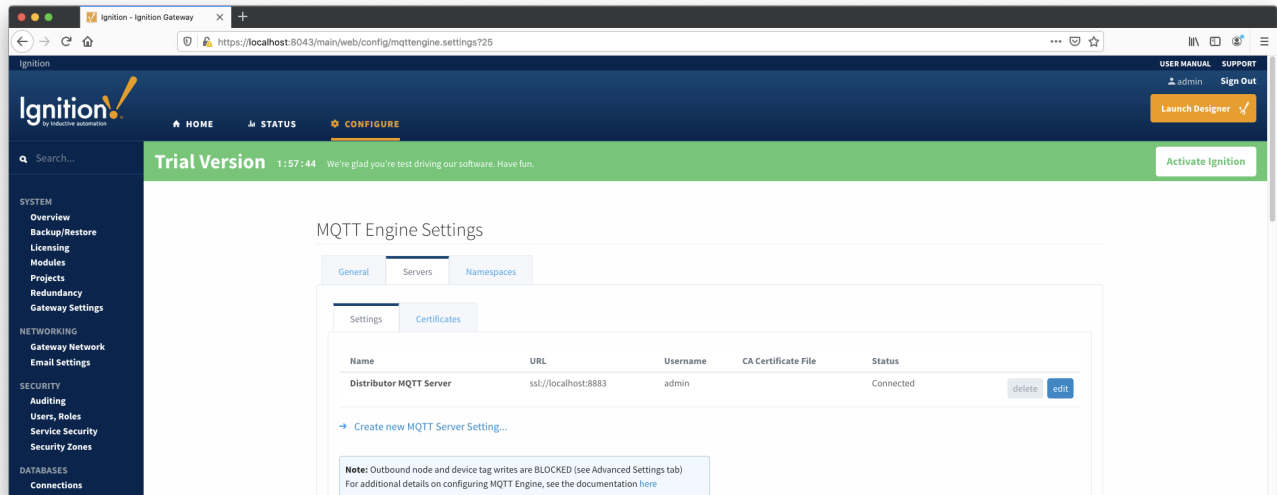 Ignition - Ignition Gateway
https://localhost:8043/main/web/config/mqttengine.settings?25
Ignition
USER MANUAL SUPPORT
admin Sign Out
Ignition!
by inductive automation
HOME STATUS CONFIGURE
Launch Designer
Search...
Trial Version 1:57:44 We're glad you're test driving our software. Have fun.
Activate Ignition
SYSTEM
Overview
Backup/Restore
Licensing
Modules
Projects
Redundancy
Gateway Settings
NETWORKING
Gateway Network
Email Settings
SECURITY
Auditing
Users, Roles
Service Security
Security Zones
DATABASES
Connections
MQTT Engine Settings
General Servers Namespaces
Settings Certificates
Name URL Username CA Certificate File Status
Distributor MQTT Server ssl://localhost:8883 admin Connected delete edit
→ Create new MQTT Server Setting...
Note: Outbound node and device tag writes are BLOCKED (see Advanced Settings tab)
For additional details on configuring MQTT Engine, see the documentation here